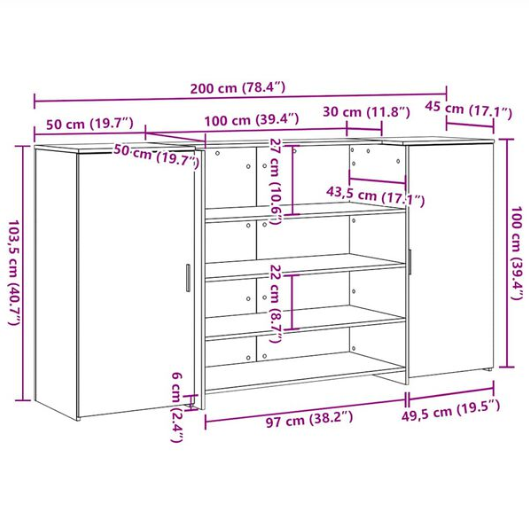 200 cm (78.4″)
45 cm (17.1″)
50 cm (19.7″)
100 cm (39.4″)
30 cm (11.8″)
50 cm (19.7″)
27 cm (10.6″)
43,5 cm (17.1″)
103,5 cm (40.7″)
100 cm (39.4″)
22 cm (8.7″)
6 cm (2.4″)
97 cm (38.2″)
49,5 cm (19.5″)